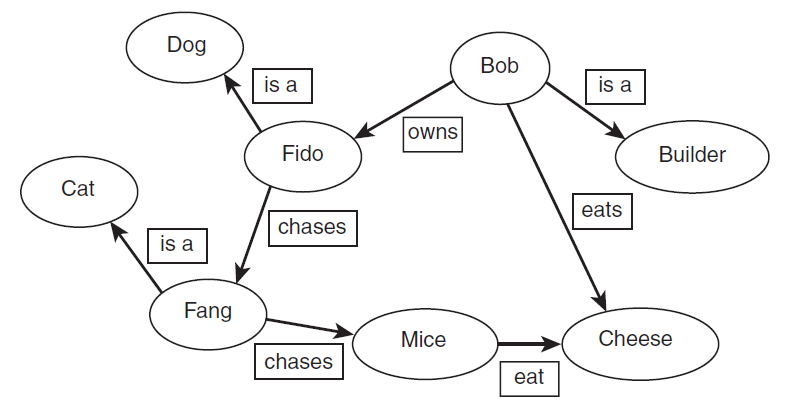 Dog
Bob
is a
is a
owns
Fido
Builder
Cat
eats
chases
is a
Fang
Mice
Cheese
chases
eat